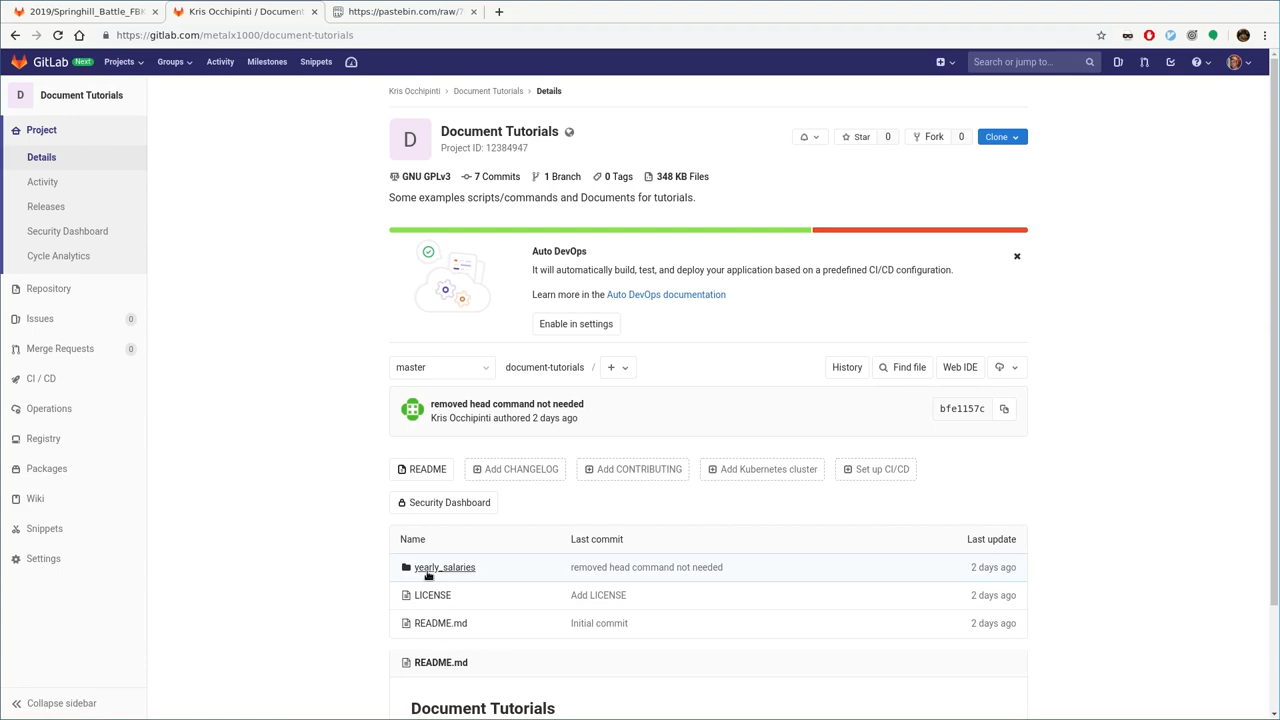 2019/Springhill_Battle_FBK
Kris Occhipinti / Document
https://pastebin.com/raw/7
https://gitlab.com/metalx1000/document-tutorials
GitLab Next Projects Groups Activity Milestones Snippets Search or jump to...
D Document Tutorials
Project
Details
Activity
Releases
Security Dashboard
Cycle Analytics
Repository
Issues 0
Merge Requests 0
CI / CD
Operations
Registry
Packages
Wiki
Snippets
Settings
Collapse sidebar
Kris Occhipinti > Document Tutorials > Details
D
Document Tutorials
Project ID: 12384947
Star 0 Fork 0 Clone
GNU GPLv3 7 Commits 1 Branch 0 Tags 348 KB Files
Some examples scripts/commands and Documents for tutorials.
Auto DevOps
It will automatically build, test, and deploy your application based on a predefined CI/CD configuration.
Learn more in the Auto DevOps documentation
Enable in settings
master document-tutorials / + History Find file Web IDE
removed head command not needed
Kris Occhipinti authored 2 days ago
bfe1157c
README Add CHANGELOG Add CONTRIBUTING Add Kubernetes cluster Set up CI/CD
Security Dashboard
Name Last commit Last update
yearly_salaries removed head command not needed 2 days ago
LICENSE Add LICENSE 2 days ago
README.md Initial commit 2 days ago
README.md
Document Tutorials